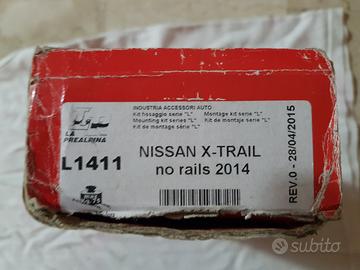 LA
PREALPINA
INDUSTRIA ACCESSORI AUTO
Kit fissaggio serie "L" Montage kit serie "L"
Mounting kit series "L" Kit de montaje serie "L"
Kit de montage série "L"
L1411
NISSAN X-TRAIL
no rails 2014
REV.0 - 28/04/2015
subito